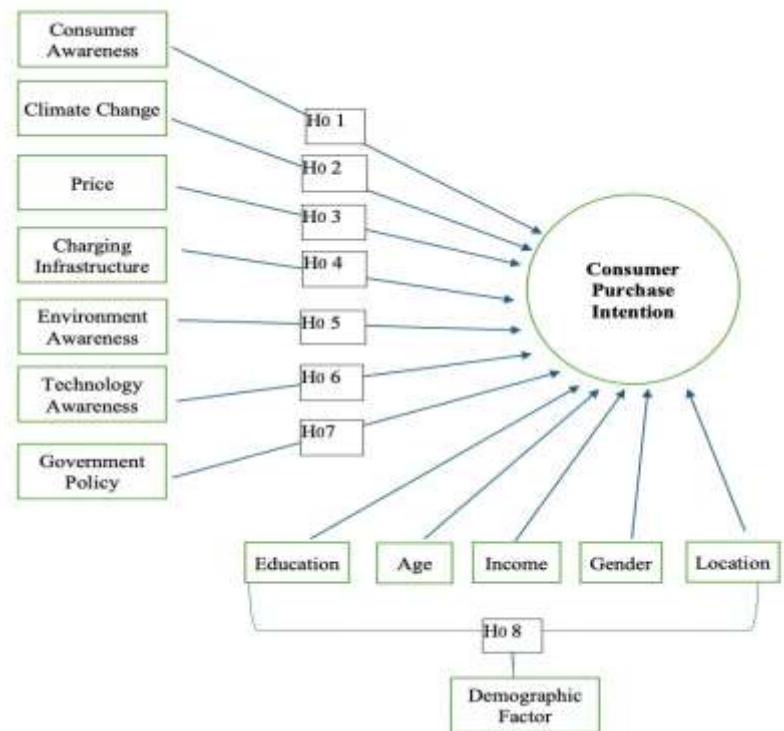 Consumer
Awareness
Climate Change
Price
Charging
Infrastructure
Environment
Awareness
Technology
Awareness
Government
Policy
Ho 1
Ho 2
Ho 3
Ho 4
Ho 5
Ho 6
Ho7
Consumer
Purchase
Intention
Education
Age
Income
Gender
Location
Ho 8
Demographic
Factor